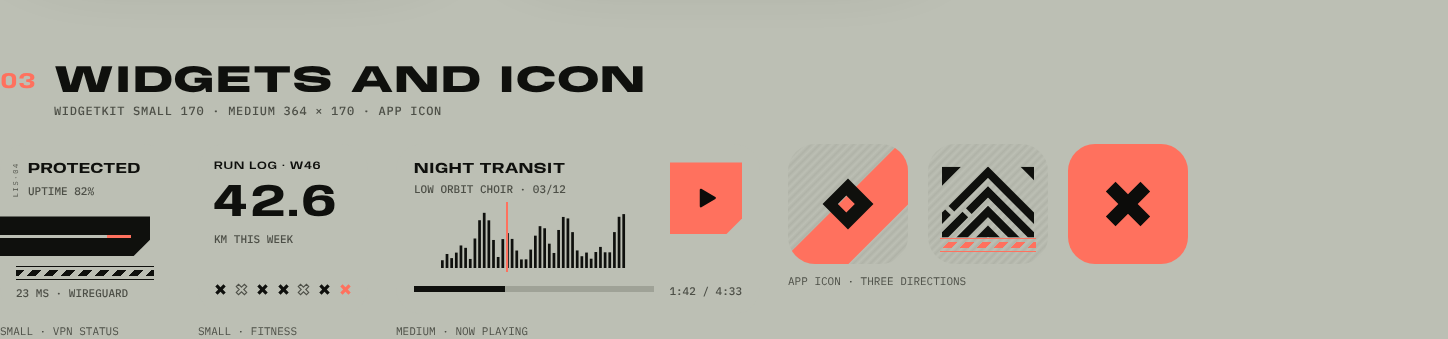 03 WIDGETS AND ICON
WIDGETKIT SMALL 170 · MEDIUM 364 × 170 · APP ICON
LIS-04
PROTECTED
UPTIME 82%
23 MS · WIREGUARD
SMALL · VPN STATUS
RUN LOG · W46
42.6
KM THIS WEEK
SMALL · FITNESS
NIGHT TRANSIT
LOW ORBIT CHOIR · 03/12
1:42 / 4:33
MEDIUM · NOW PLAYING
APP ICON · THREE DIRECTIONS